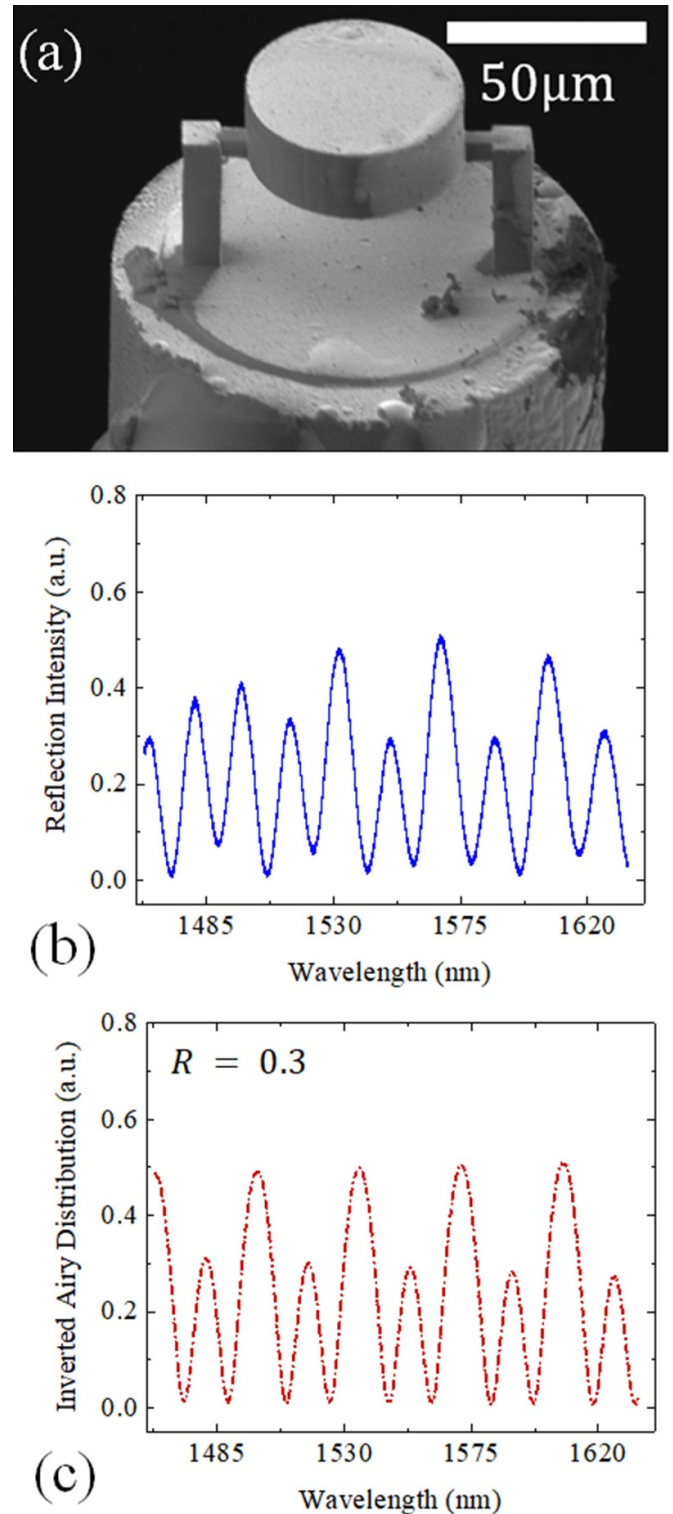 (a)
50μm
0.8
0.6
0.4
0.2
0.0
Reflection Intensity (a.u.)
1485 1530 1575 1620
Wavelength (nm)
(b)
R = 0.3
0.8
0.6
0.4
0.2
0.0
Inverted Airy Distribution (a.u.)
1485 1530 1575 1620
Wavelength (nm)
(c)